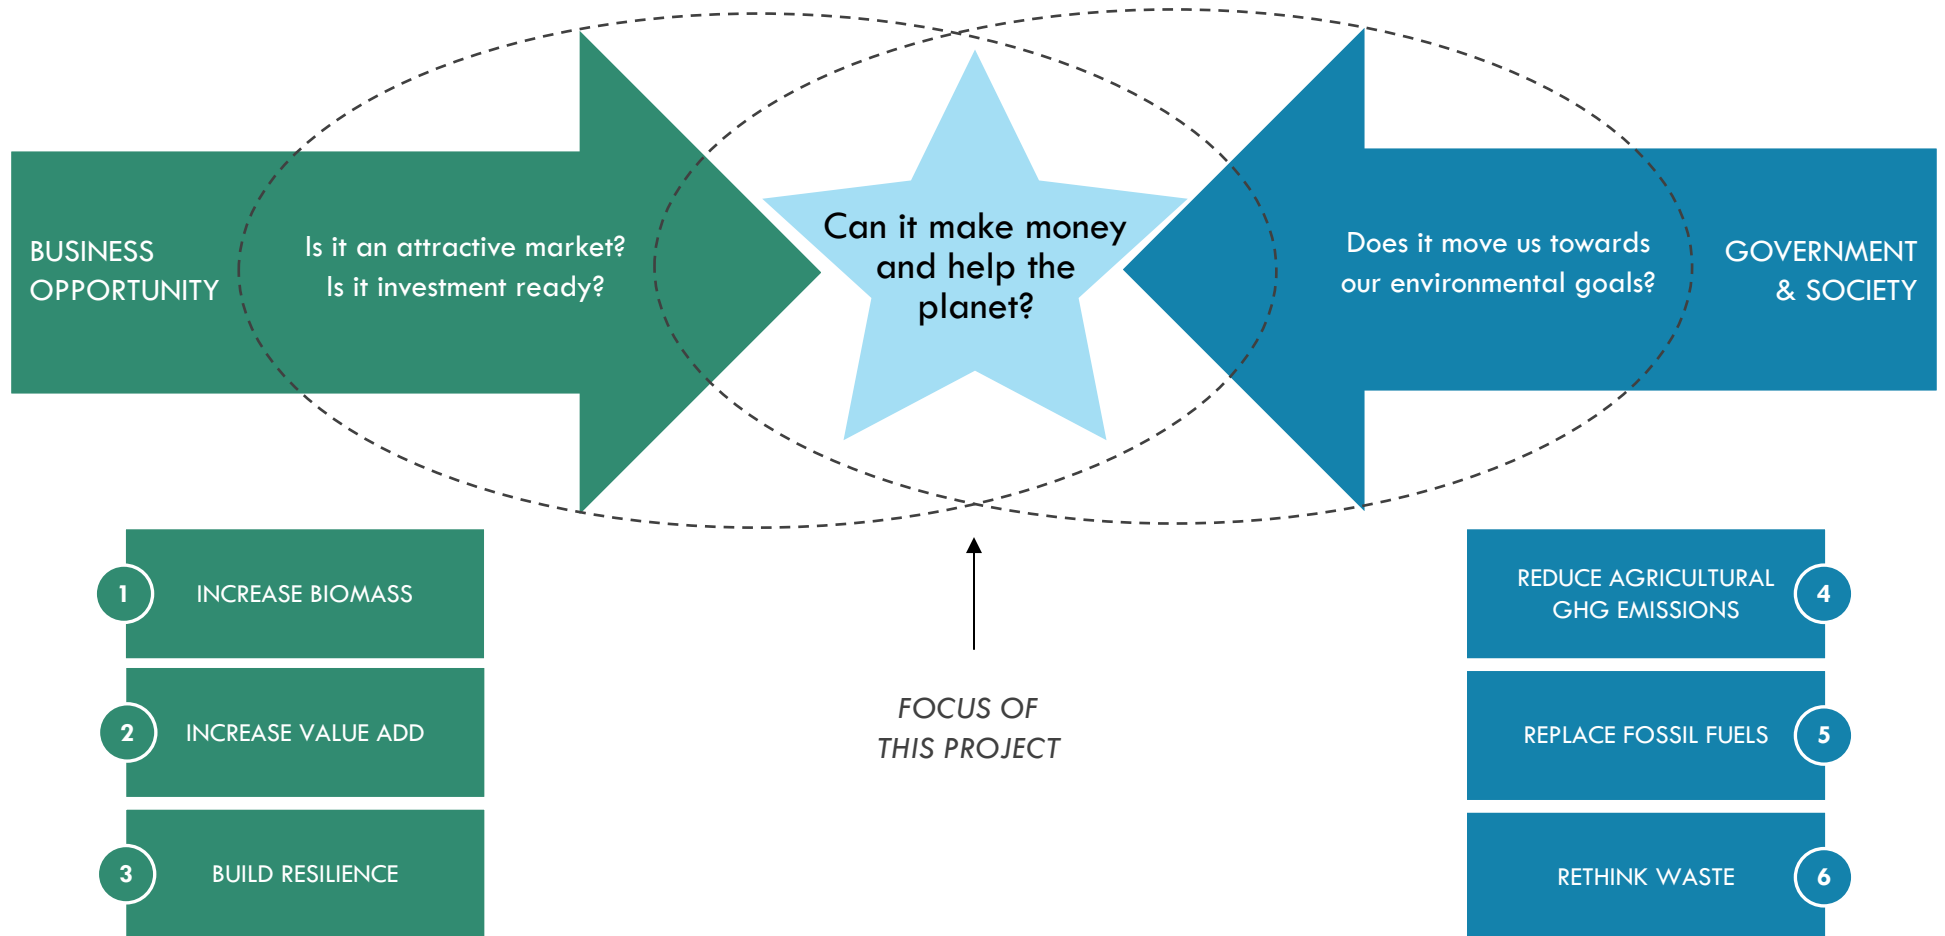 BUSINESS
OPPORTUNITY
Is it an attractive market?
Is it investment ready?
Can it make money
and help the
planet?
Does it move us towards
our environmental goals?
GOVERNMENT
& SOCIETY
1
INCREASE BIOMASS
2
INCREASE VALUE ADD
3
BUILD RESILIENCE
FOCUS OF
THIS PROJECT
REDUCE AGRICULTURAL
GHG EMISSIONS
4
REPLACE FOSSIL FUELS
5
RETHINK WASTE
6